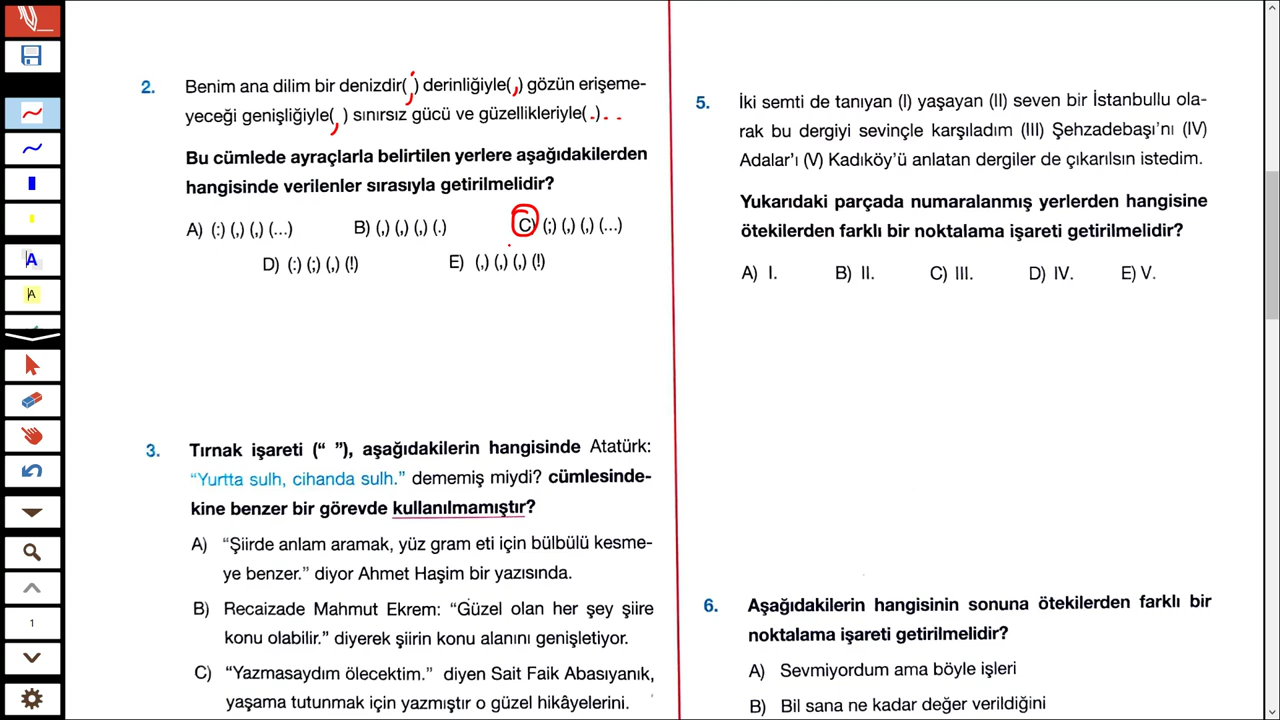 2. Benim ana dilim bir denizdir(;) derinliğiyle(,) gözün erişeme-
yeceği genişliğiyle(,) sınırsız gücü ve güzellikleriyle(.)..
Bu cümlede ayraçlarla belirtilen yerlere aşağıdakilerden
hangisinde verilenler sırasıyla getirilmelidir?
A) (:) (,) (,) (...) B) (,) (,) (,) (.) C) (;) (,) (,) (...)
D) (:) (;) (,) (!) E) (,) (,) (,) (!)
3. Tırnak işareti (“ ”), aşağıdakilerin hangisinde Atatürk:
“Yurtta sulh, cihanda sulh.” dememiş miydi? cümlesinde-
kine benzer bir görevde kullanılmamıştır?
A) “Şiirde anlam aramak, yüz gram eti için bülbülü kesme-
ye benzer.” diyor Ahmet Haşim bir yazısında.
B) Recaizade Mahmut Ekrem: “Güzel olan her şey şiire
konu olabilir.” diyerek şiirin konu alanını genişletiyor.
C) “Yazmasaydım ölecektim.” diyen Sait Faik Abasıyanık,
yaşama tutunmak için yazmıştır o güzel hikâyelerini.
5. İki semti de tanıyan (I) yaşayan (II) seven bir İstanbullu ola-
rak bu dergiyi sevinçle karşıladım (III) Şehzadebaşı’nı (IV)
Adalar’ı (V) Kadıköy’ü anlatan dergiler de çıkarılsın istedim.
Yukarıdaki parçada numaralanmış yerlerden hangisine
ötekilerden farklı bir noktalama işareti getirilmelidir?
A) I. B) II. C) III. D) IV. E) V.
6. Aşağıdakilerin hangisinin sonuna ötekilerden farklı bir
noktalama işareti getirilmelidir?
A) Sevmiyordum ama böyle işleri
B) Bil sana ne kadar değer verildiğini
A
A
1